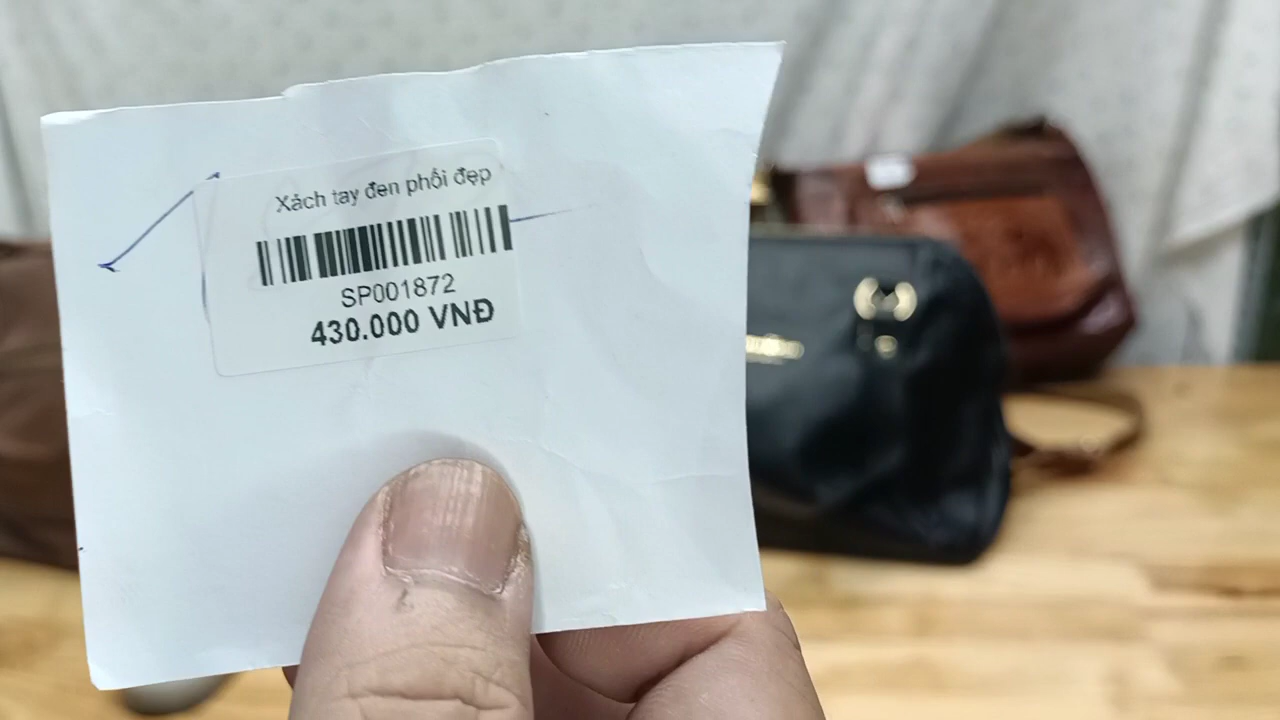 Xách tay đen phối đẹp
SP001872
430.000 VNĐ